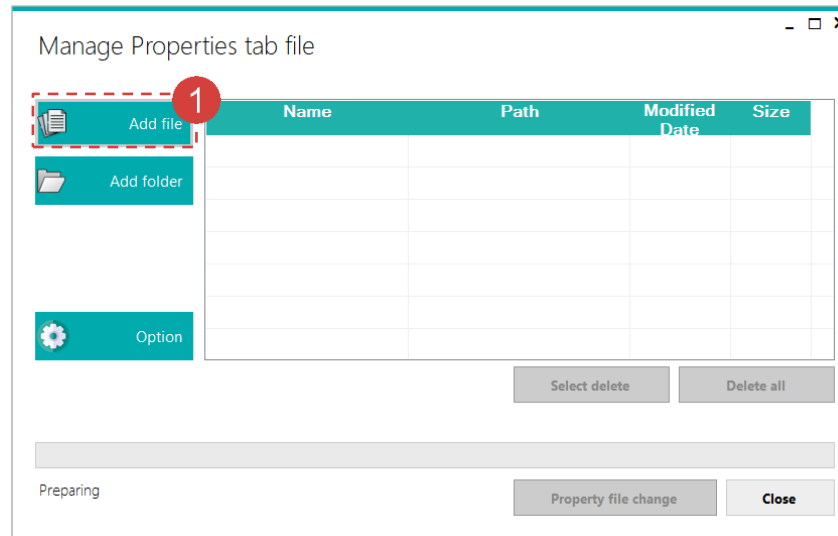 Manage Properties tab file
1
Add file
Name Path Modified Date Size
Add folder
Option
Select delete Delete all
Preparing
Property file change Close